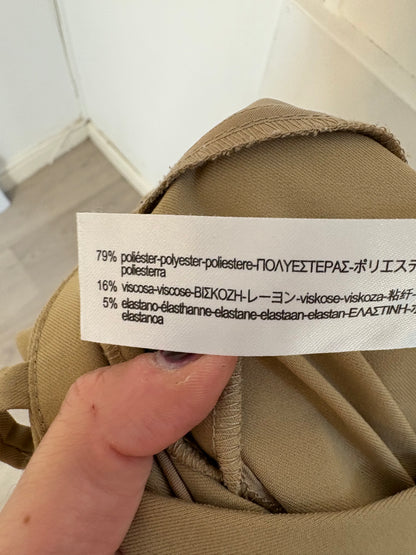 79% poliéster-polyester-poliestere-ΠΟΛΥΕΣΤΕΡΑΣ-ポリエステ
poliesterra
16% viscosa-viscose-ΒΙΣΚΟΖΗ-レーヨン-viskose-viskoza-粘纤-
5% elastano-élasthanne-elastane-elastaan-elastan-ΕΛΑΣΤΙΝΗ-
elastanoa